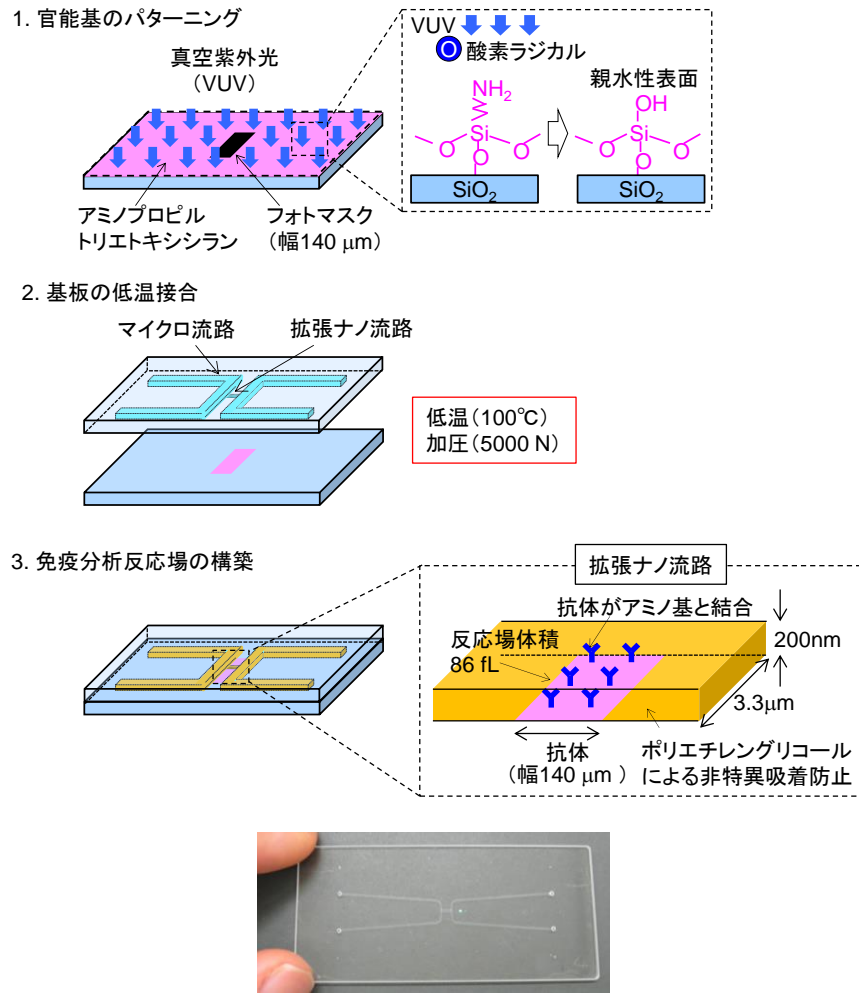 1. 官能基のパターニング
真空紫外光
(VUV)
アミノプロピル
トリエトキシシラン
フォトマスク
(幅140 μm)
VUV
O 酸素ラジカル
NH2
Si
O
O
O
SiO2
親水性表面
OH
Si
O
O
O
SiO2
2. 基板の低温接合
マイクロ流路
拡張ナノ流路
低温(100℃)
加圧(5000 N)
3. 免疫分析反応場の構築
拡張ナノ流路
抗体がアミノ基と結合
反応場体積
86 fL
200nm
3.3μm
抗体
(幅140 μm )
ポリエチレングリコール
による非特異吸着防止